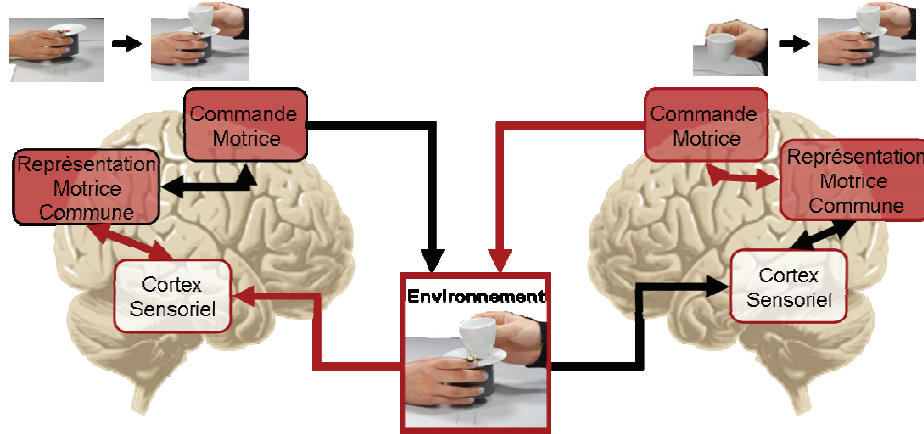 Commande
Motrice
Représentation
Motrice
Commune
Cortex
Sensoriel
Environnement
Commande
Motrice
Représentation
Motrice
Commune
Cortex
Sensoriel